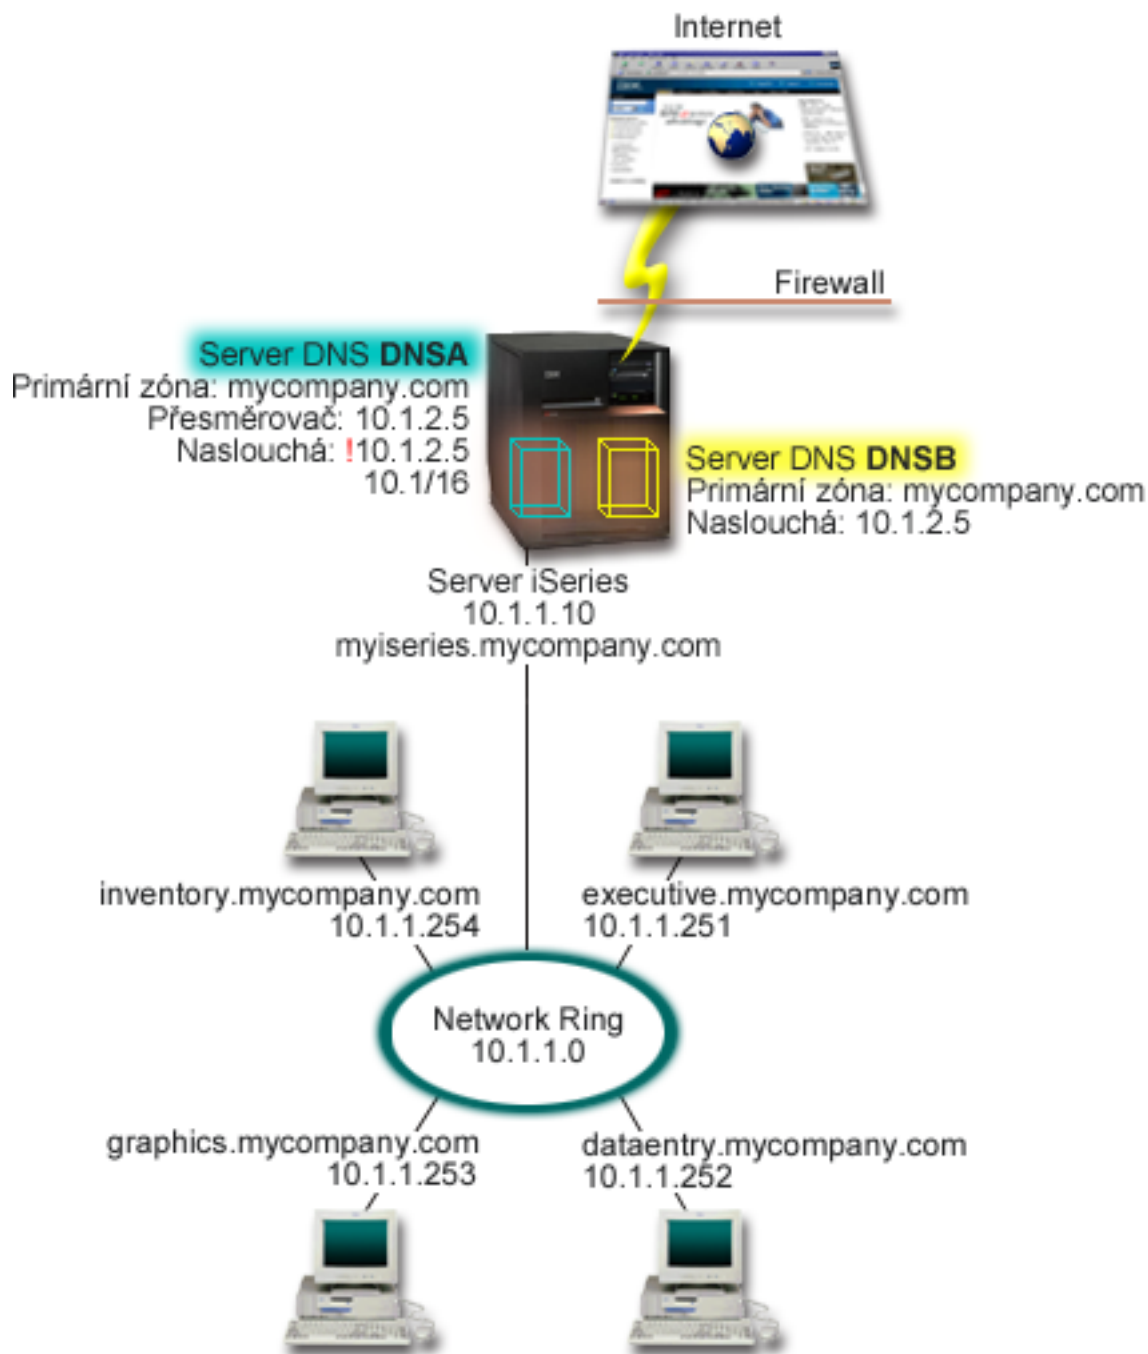 Internet
Firewall
Server DNS DNSA
Primární zóna: mycompany.com
Přesměrovač: 10.1.2.5
Naslouchá: !10.1.2.5
10.1/16
Server DNS DNSB
Primární zóna: mycompany.com
Naslouchá: 10.1.2.5
Server iSeries
10.1.1.10
myiseries.mycompany.com
inventory.mycompany.com
10.1.1.254
executive.mycompany.com
10.1.1.251
Network Ring
10.1.1.0
graphics.mycompany.com
10.1.1.253
dataentry.mycompany.com
10.1.1.252